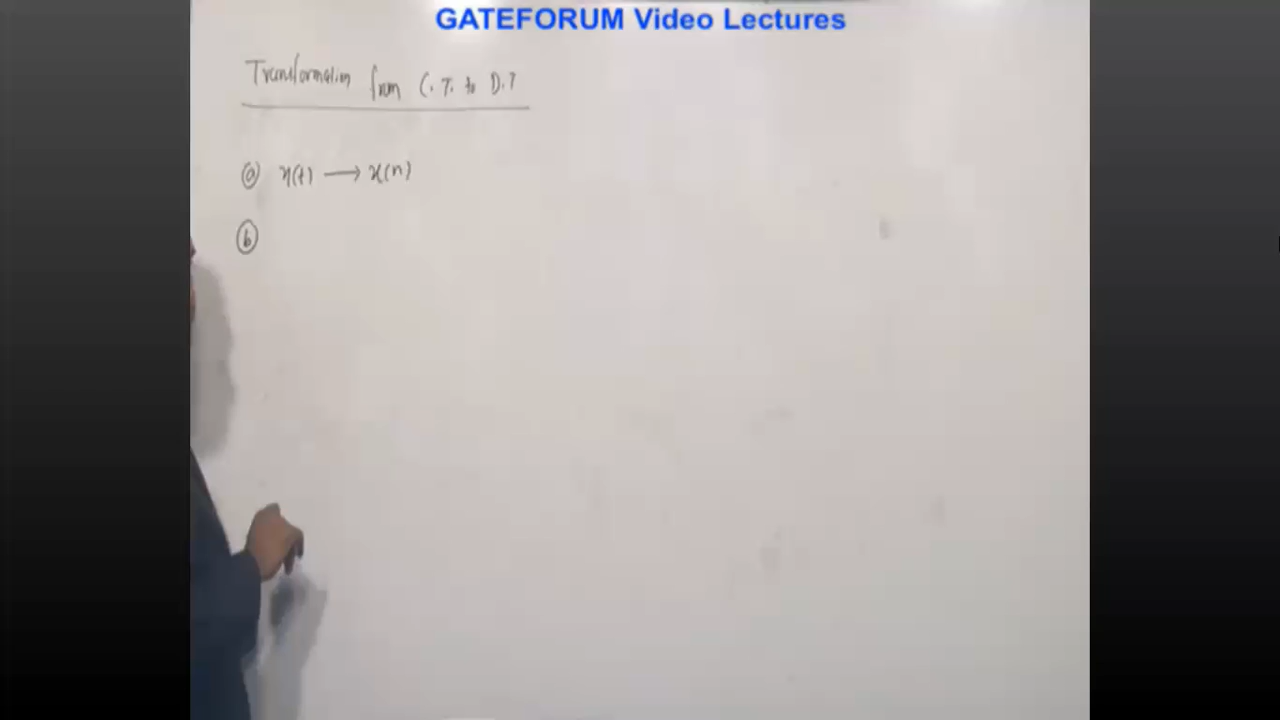 GATEFORUM Video Lectures
Transformation from C.T. to D.T
(a) x(t) → x(n)
(b)